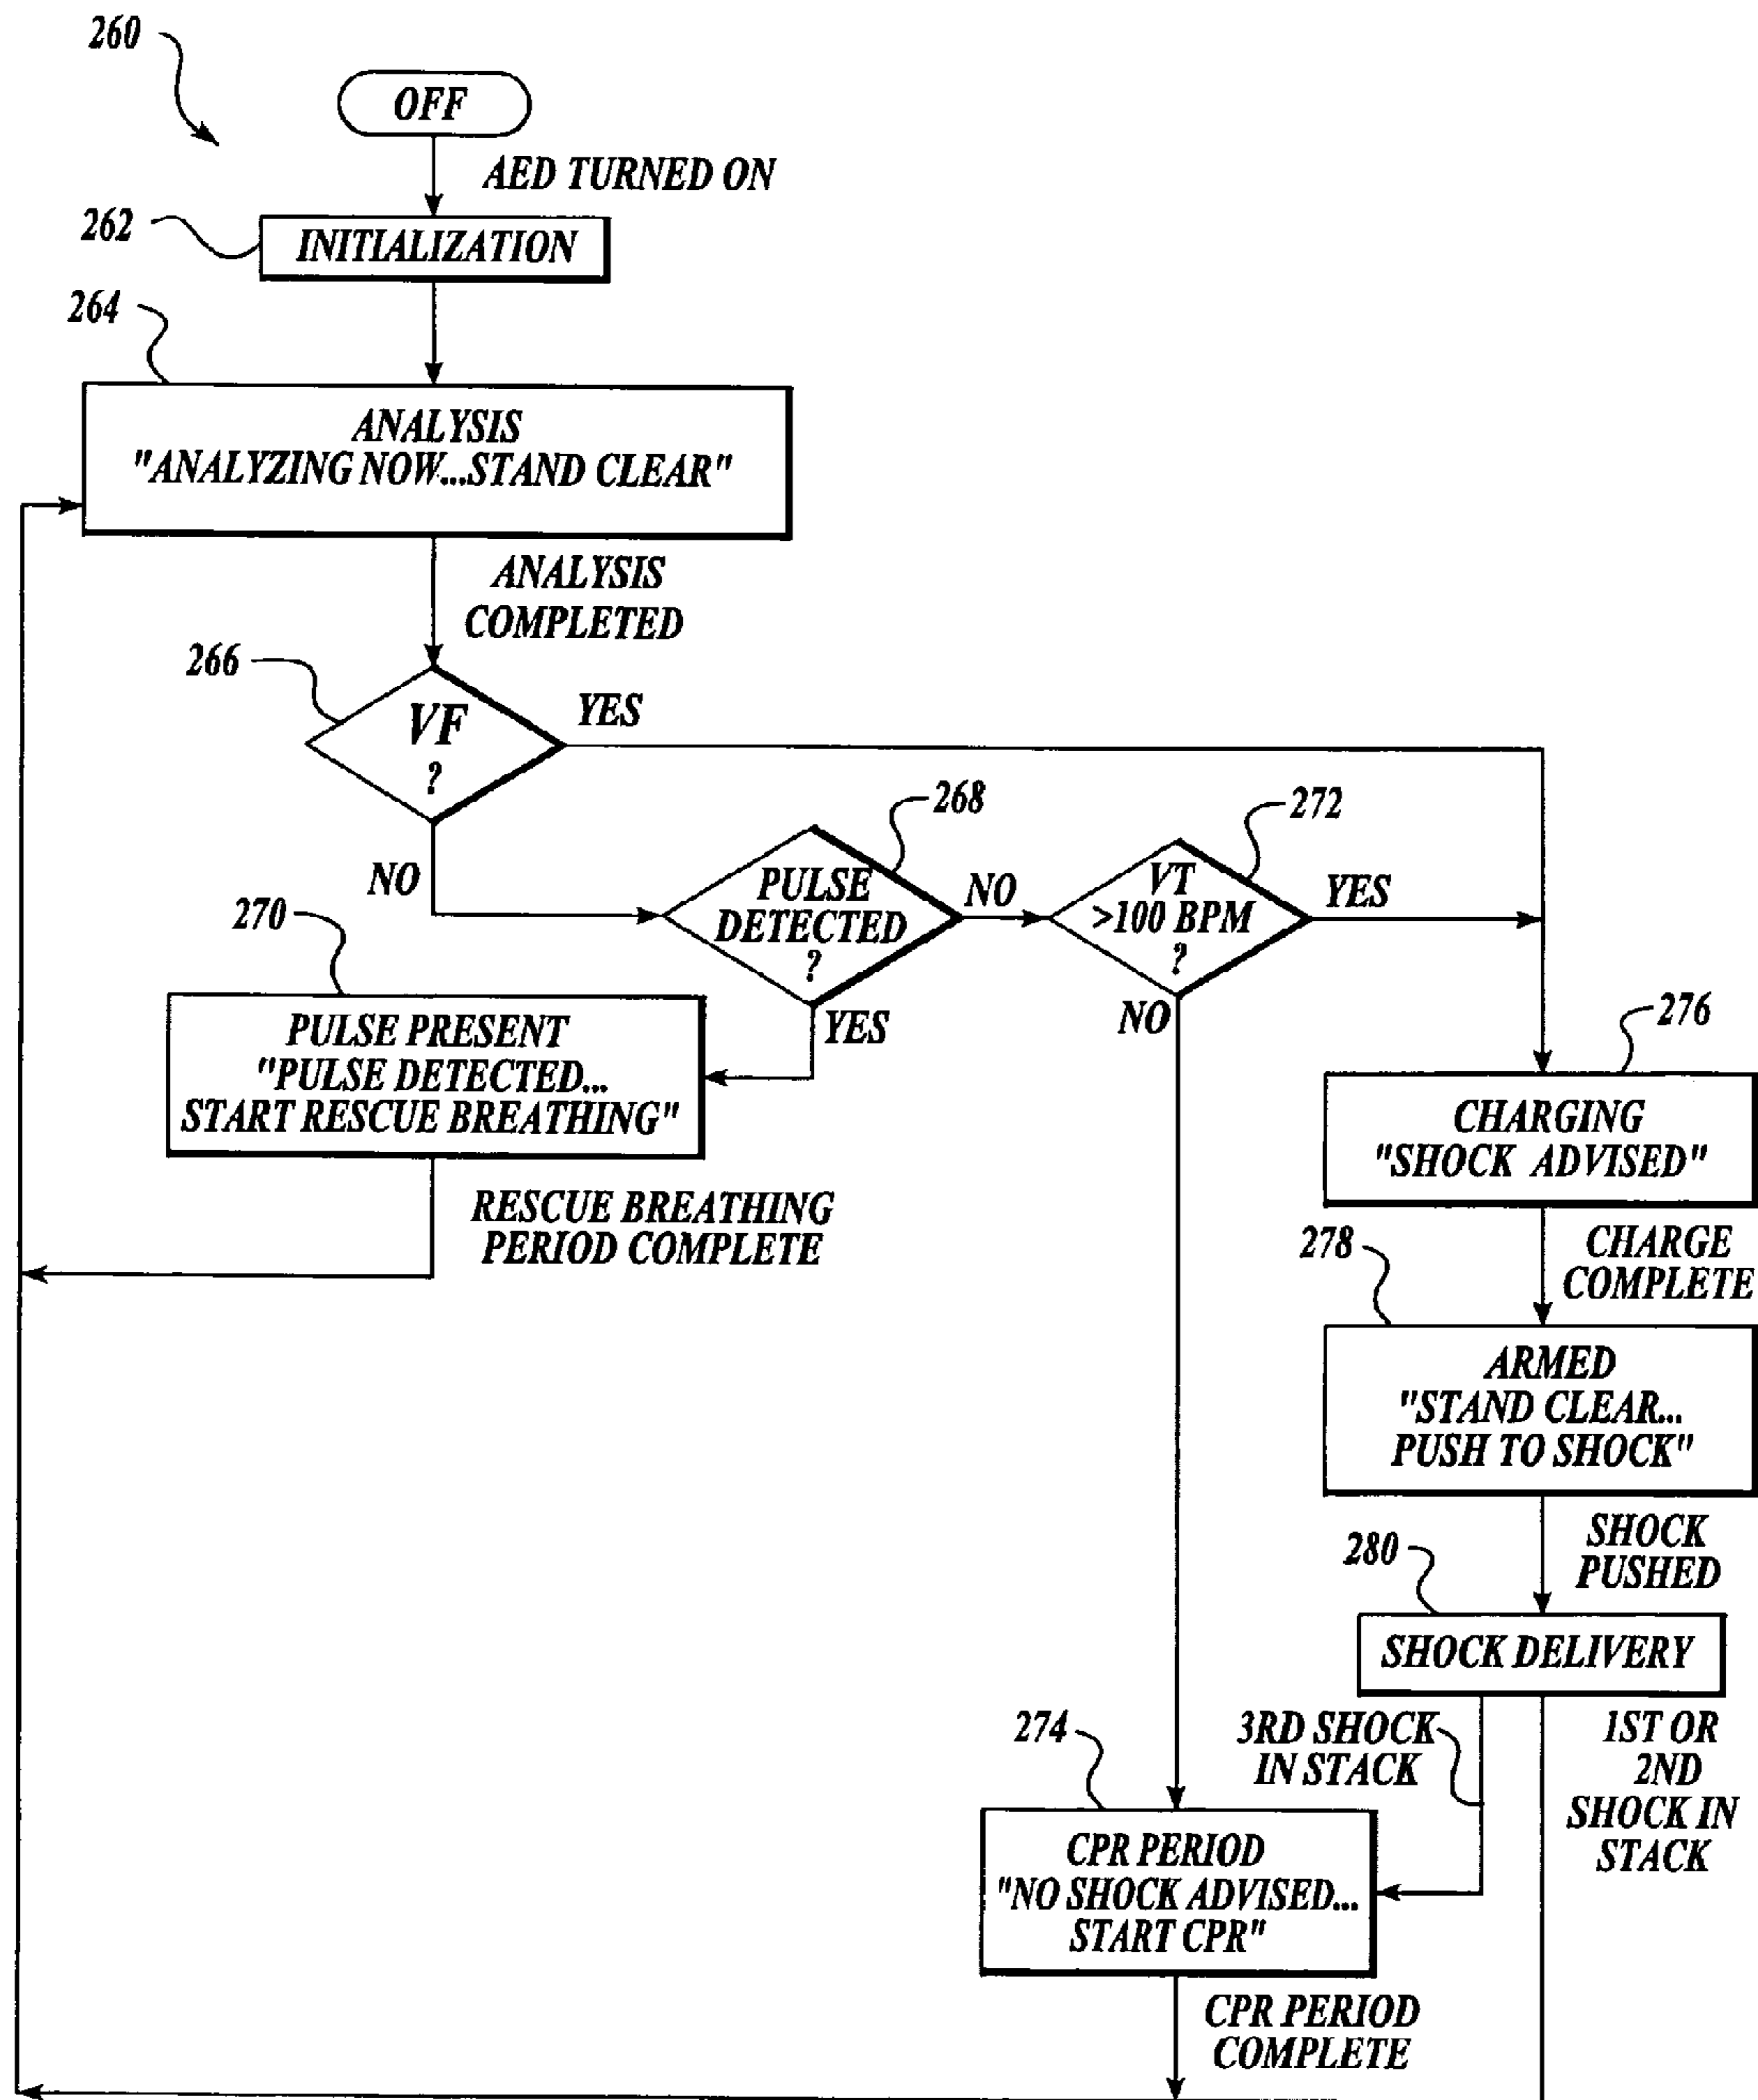 260
OFF
AED TURNED ON
262
INITIALIZATION
264
ANALYSIS
"ANALYZING NOW...STAND CLEAR"
ANALYSIS
COMPLETED
266
VF
?
YES
NO
268
PULSE
DETECTED
?
NO
YES
272
VT
>100 BPM
?
YES
NO
270
PULSE PRESENT
"PULSE DETECTED...
START RESCUE BREATHING"
RESCUE BREATHING
PERIOD COMPLETE
276
CHARGING
"SHOCK ADVISED"
278
CHARGE
COMPLETE
ARMED
"STAND CLEAR...
PUSH TO SHOCK"
280
SHOCK
PUSHED
SHOCK DELIVERY
274
3RD SHOCK
IN STACK
1ST OR
2ND
SHOCK IN
STACK
CPR PERIOD
"NO SHOCK ADVISED...
START CPR"
CPR PERIOD
COMPLETE